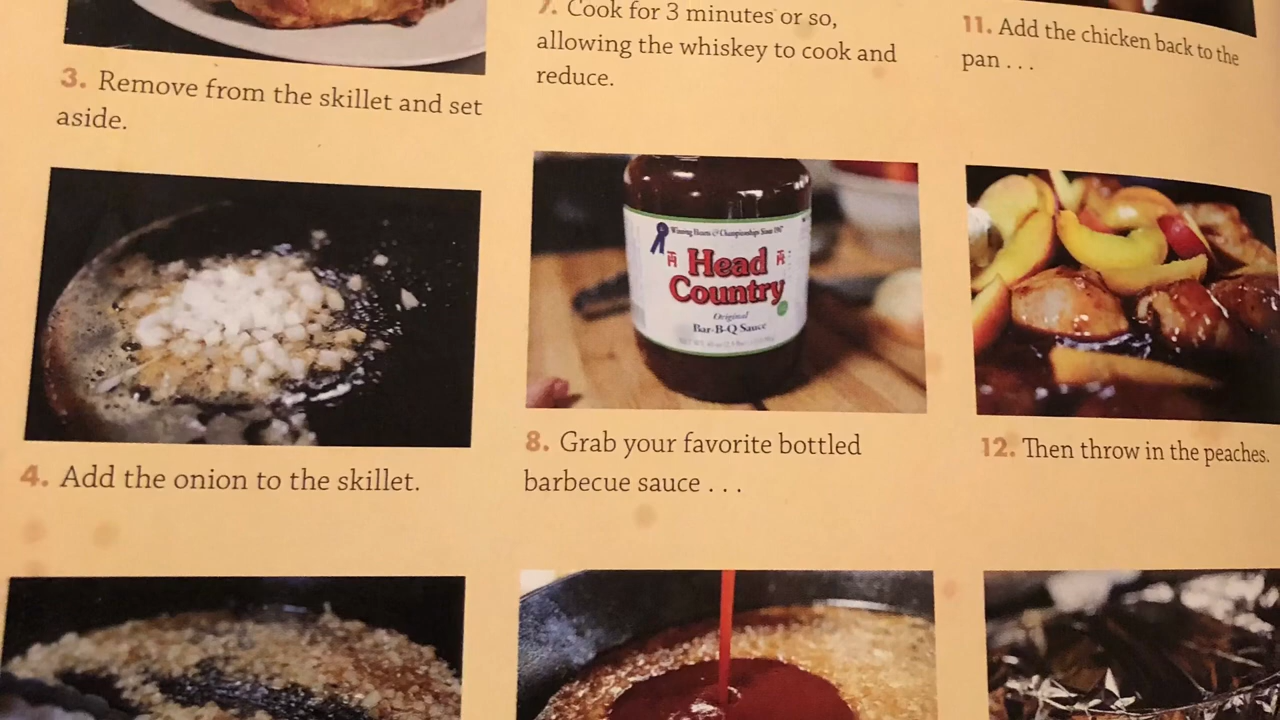 3. Remove from the skillet and set
aside.
4. Add the onion to the skillet.
7. Cook for 3 minutes or so,
allowing the whiskey to cook and
reduce.
Head
Country
Original
Bar-B-Q Sauce
8. Grab your favorite bottled
barbecue sauce . . .
11. Add the chicken back to the
pan . . .
12. Then throw in the peaches.